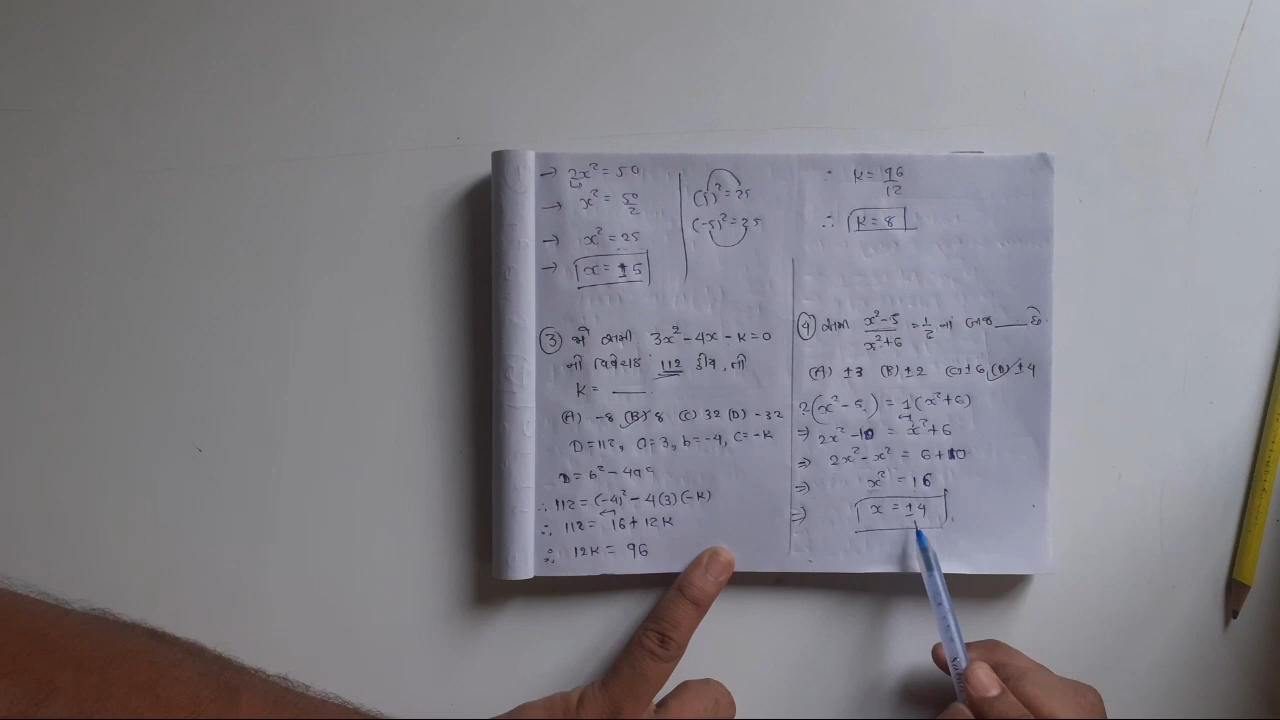 → 2x² = 50
→ x² = 50/2
→ x² = 25
→ x = ±5
(5)² = 25
(-5)² = 25
③ જો સમી 3x² - 4x - K = 0
નો વિવેચક 112 હોય, તો
K = ___
(A) -8 (B) 8 (C) 32 (D) -32
D = 112, a = 3, b = -4, c = -K
D = b² - 4ac
∴ 112 = (-4)² - 4(3)(-K)
∴ 112 = 16 + 12K
∴ 12K = 96
∴ K = 96/12
∴ K = 8
④ x²-5/x²+6 = 1/2 નાં બીજ ___ છે.
(A) ±3 (B) ±2 (C) ±6 (D) ±4
2(x² - 5) = 1(x² + 6)
⇒ 2x² - 10 = x² + 6
⇒ 2x² - x² = 6 + 10
⇒ x² = 16
⇒ x = ±4